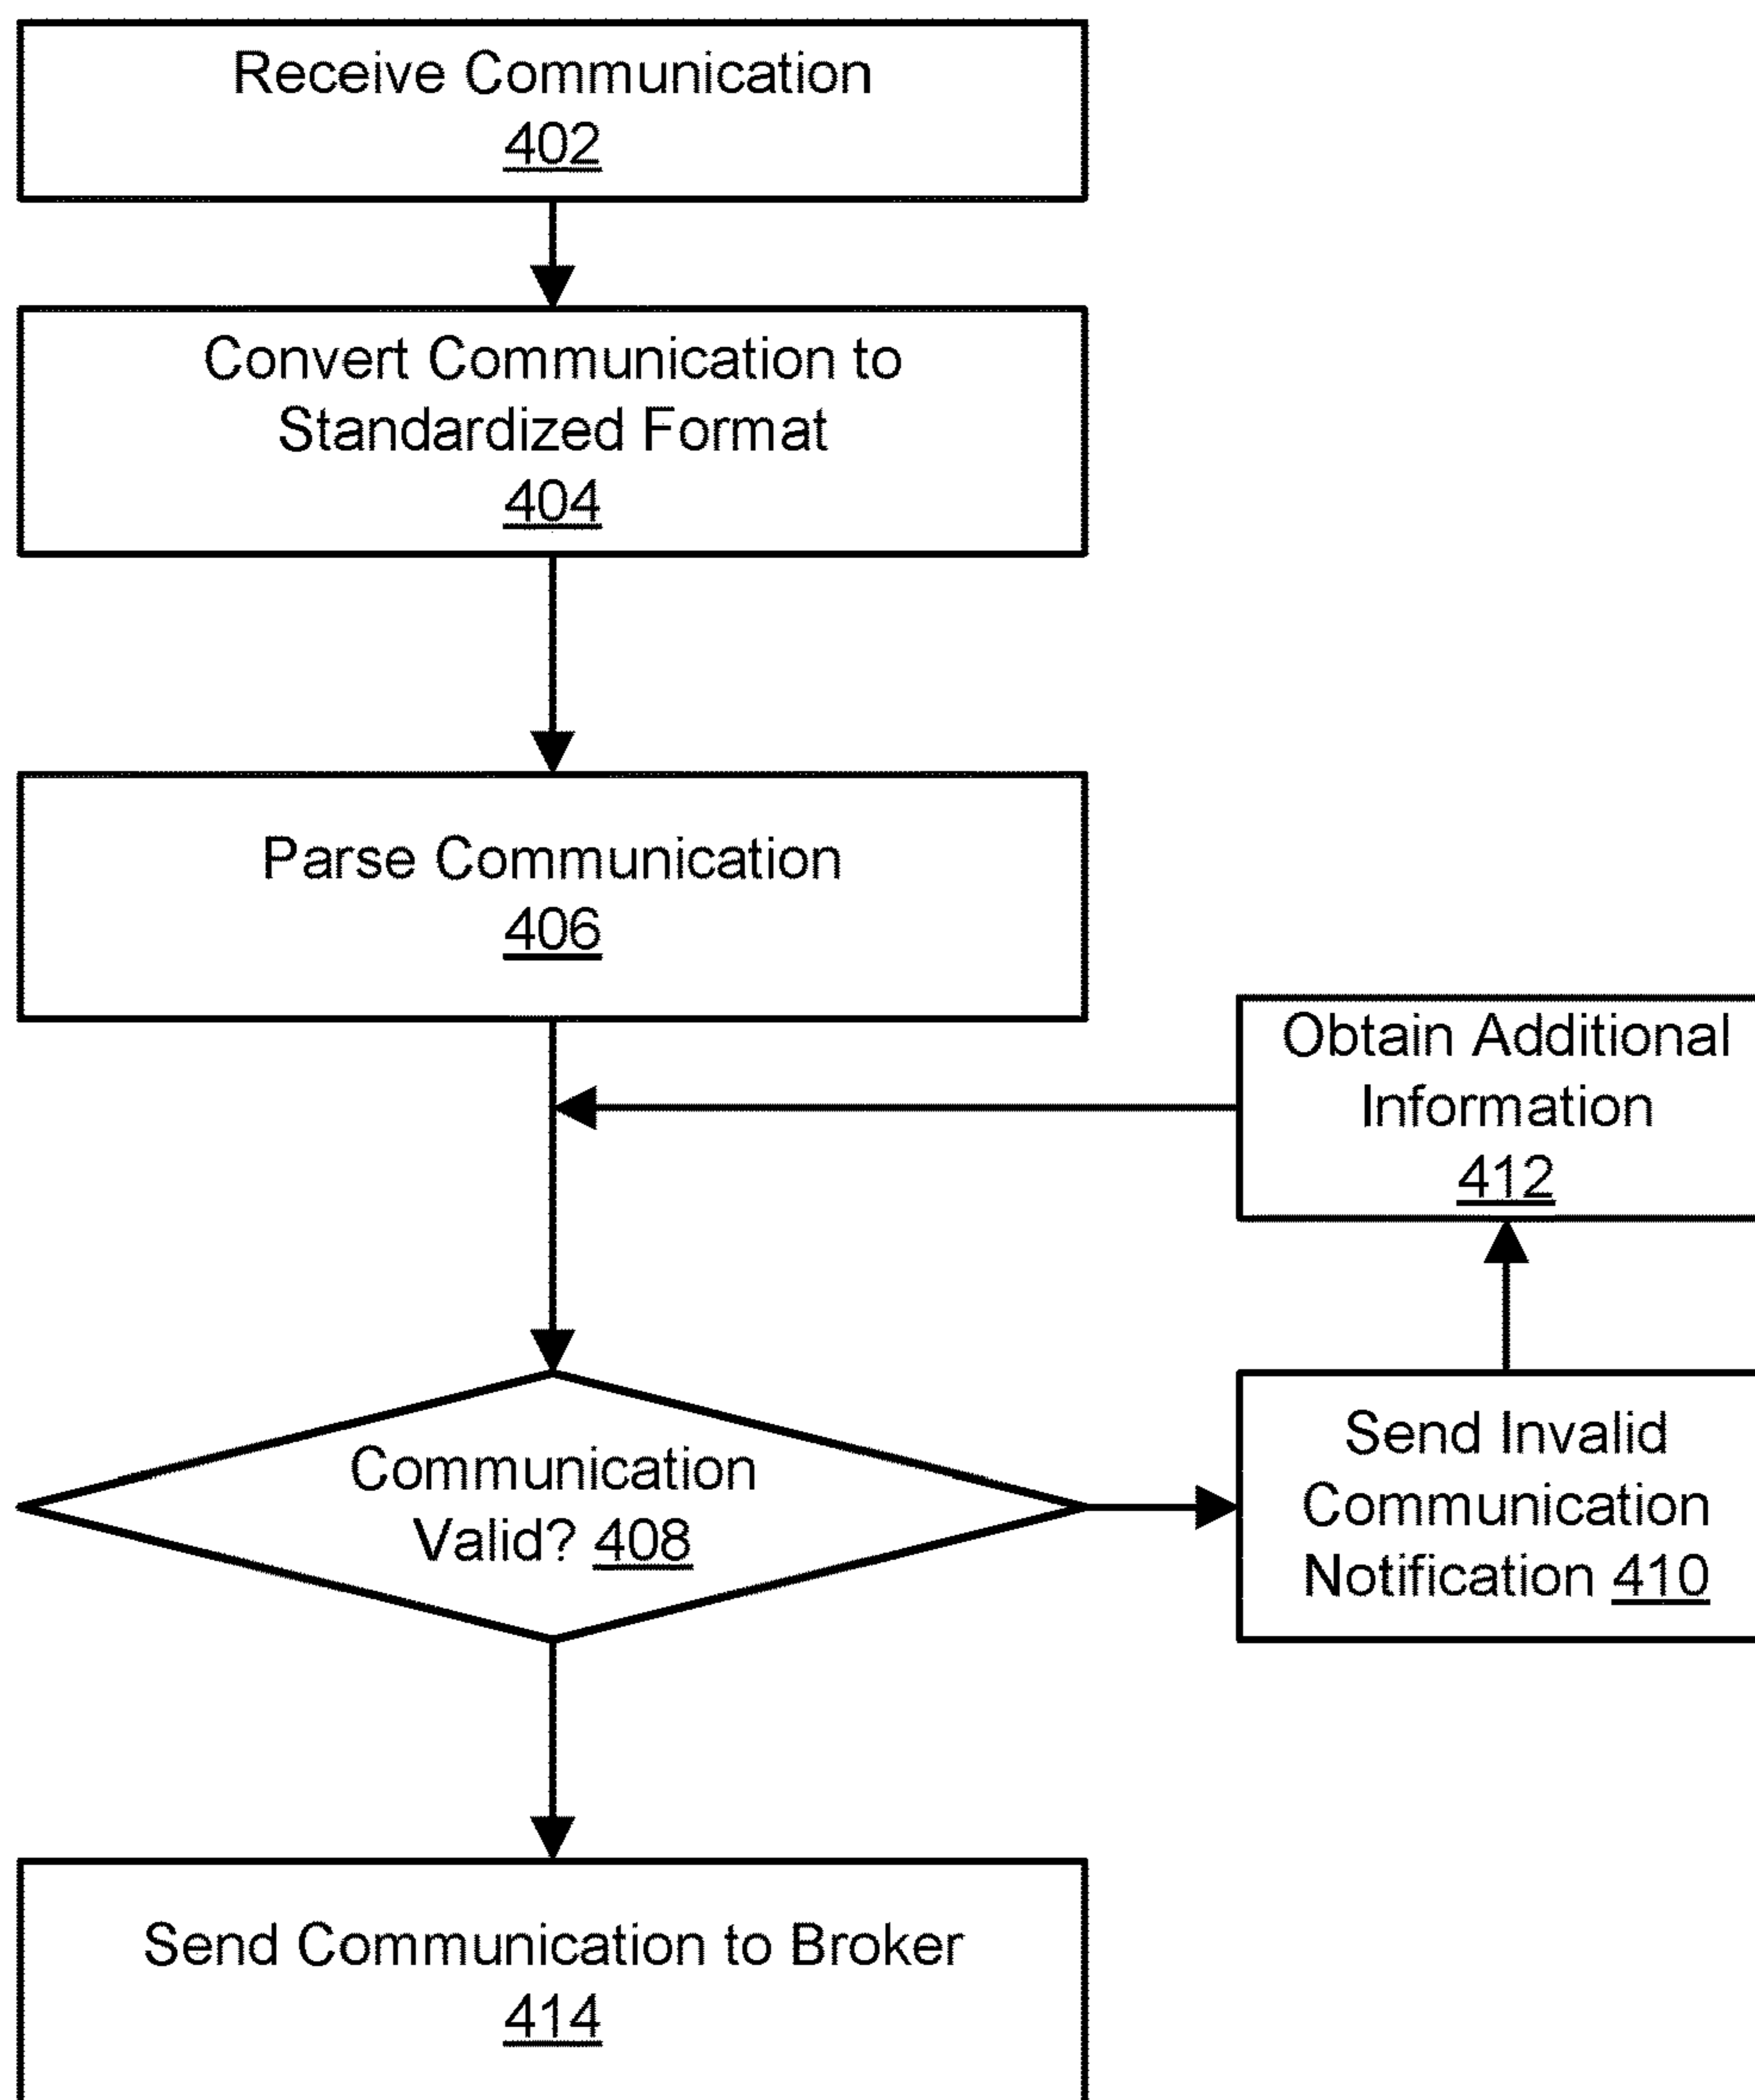 Receive Communication
402
Convert Communication to
Standardized Format
404
Parse Communication
406
Obtain Additional
Information
412
Communication
Valid? 408
Send Invalid
Communication
Notification 410
Send Communication to Broker
414